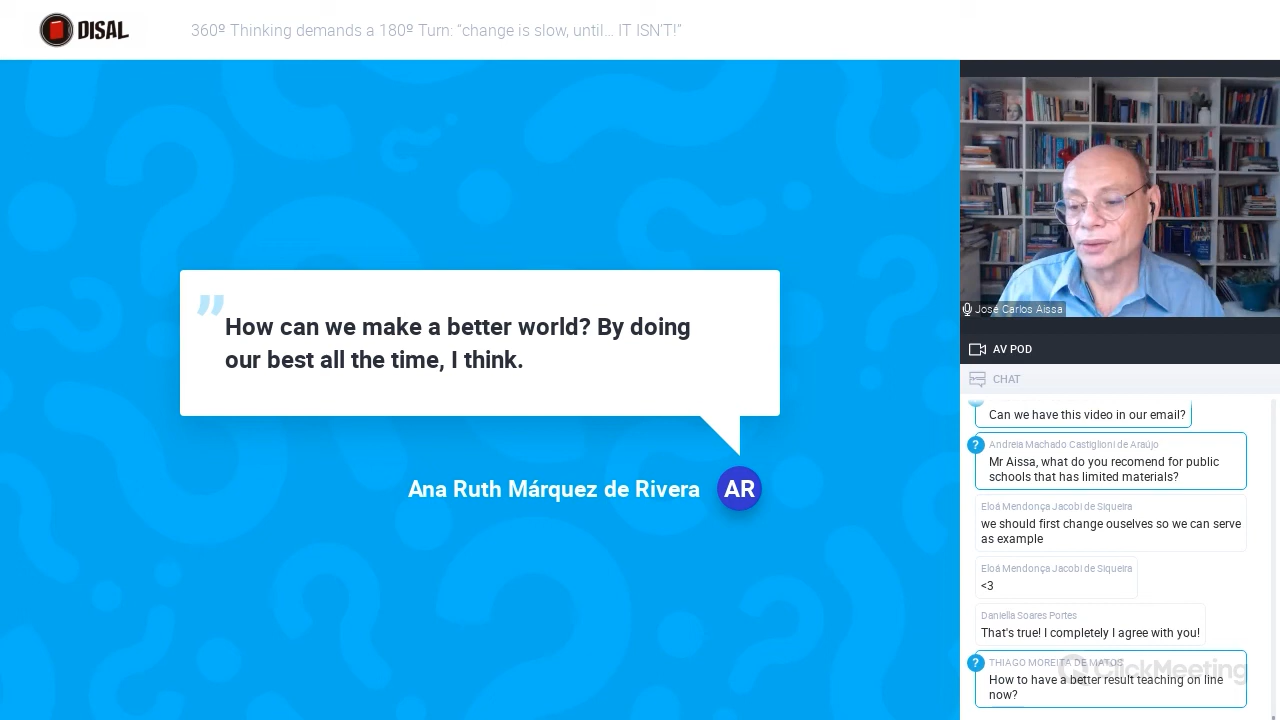 DISAL
360º Thinking demands a 180º Turn: “change is slow, until... IT ISN'T!”
How can we make a better world? By doing
our best all the time, I think.
Ana Ruth Márquez de Rivera
AR
José Carlos Aissa
AV POD
CHAT
Can we have this video in our email?
?
Andreia Machado Castiglioni de Araújo
Mr Aissa, what do you recomend for public
schools that has limited materials?
Eloá Mendonça Jacobi de Siqueira
we should first change ouselves so we can serve
as example
Eloá Mendonça Jacobi de Siqueira
<3
Daniella Soares Portes
That's true! I completely I agree with you!
?
THIAGO MOREITA DE MATOS
How to have a better result teaching on line
now?
ClickMeeting